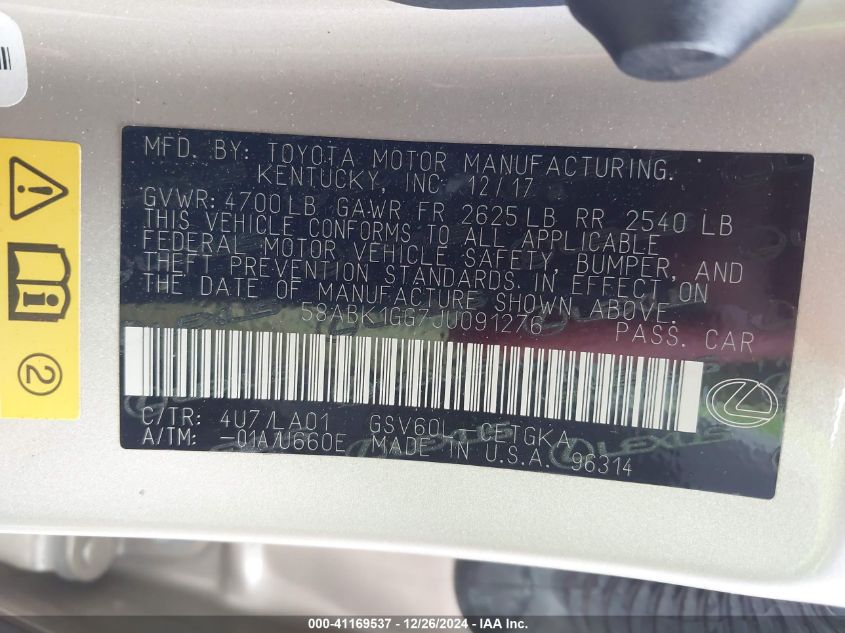 MFD. BY: TOYOTA MOTOR MANUFACTURING.
KENTUCKY, INC 12/17
GVWR: 4700 LB GAWR FR 2625 LB RR 2540 LB
THIS VEHICLE CONFORMS TO ALL APPLICABLE
FEDERAL MOTOR VEHICLE SAFETY, BUMPER, AND
THEFT PREVENTION STANDARDS. IN EFFECT ON
THE DATE OF MANUFACTURE SHOWN ABOVE.
58ABK1GG7JU091276 PASS. CAR
C/TR: 4U7/LA01 GSV60L-CETGKA
A/TM: -01A/U660E MADE IN U.S.A. 96314
LEXUS
2
000-41169537 - 12/26/2024 - IAA Inc.